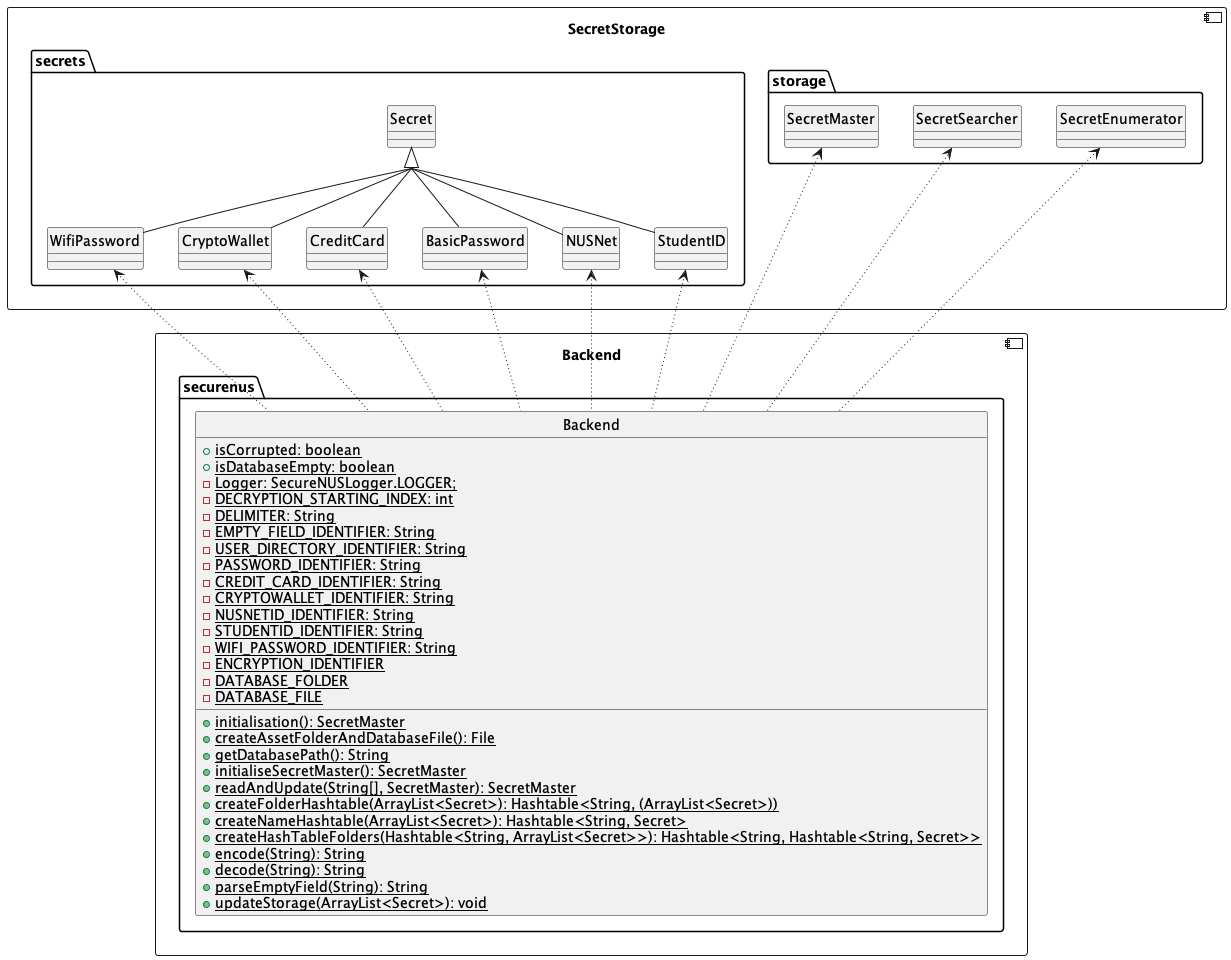 SecretStorage
secrets
storage
Secret
SecretMaster
SecretSearcher
SecretEnumerator
WifiPassword
CryptoWallet
CreditCard
BasicPassword
NUSNet
StudentID
Backend
securenus
Backend
isCorrupted: boolean
isDatabaseEmpty: boolean
Logger: SecureNUSLogger.LOGGER;
DECRYPTION_STARTING_INDEX: int
DELIMITER: String
EMPTY_FIELD_IDENTIFIER: String
USER_DIRECTORY_IDENTIFIER: String
PASSWORD_IDENTIFIER: String
CREDIT_CARD_IDENTIFIER: String
CRYPTOWALLET_IDENTIFIER: String
NUSNETID_IDENTIFIER: String
STUDENTID_IDENTIFIER: String
WIFI_PASSWORD_IDENTIFIER: String
ENCRYPTION_IDENTIFIER
DATABASE_FOLDER
DATABASE_FILE
initialisation(): SecretMaster
createAssetFolderAndDatabaseFile(): File
getDatabasePath(): String
initialiseSecretMaster(): SecretMaster
readAndUpdate(String[], SecretMaster): SecretMaster
createFolderHashtable(ArrayList<Secret>): Hashtable<String, (ArrayList<Secret>))
createNameHashtable(ArrayList<Secret>): Hashtable<String, Secret>
createHashTableFolders(Hashtable<String, ArrayList<Secret>>): Hashtable<String, Hashtable<String, Secret>>
encode(String): String
decode(String): String
parseEmptyField(String): String
updateStorage(ArrayList<Secret>): void